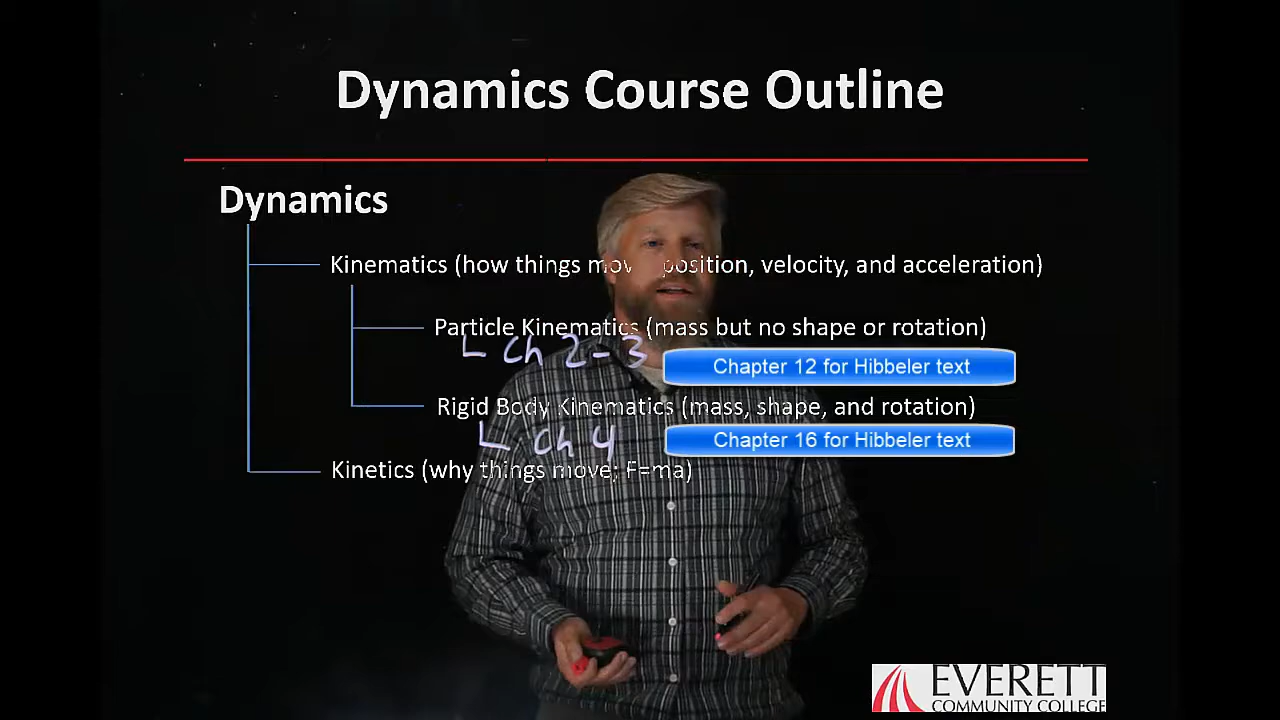 Dynamics Course Outline
Dynamics
Kinematics (how things mov position, velocity, and acceleration)
Particle Kinematics (mass but no shape or rotation)
Ch 2-3
Chapter 12 for Hibbeler text
Rigid Body Kinematics (mass, shape, and rotation)
Ch 4
Chapter 16 for Hibbeler text
Kinetics (why things move; F=ma)
EVERETT
COMMUNITY COLLEGE